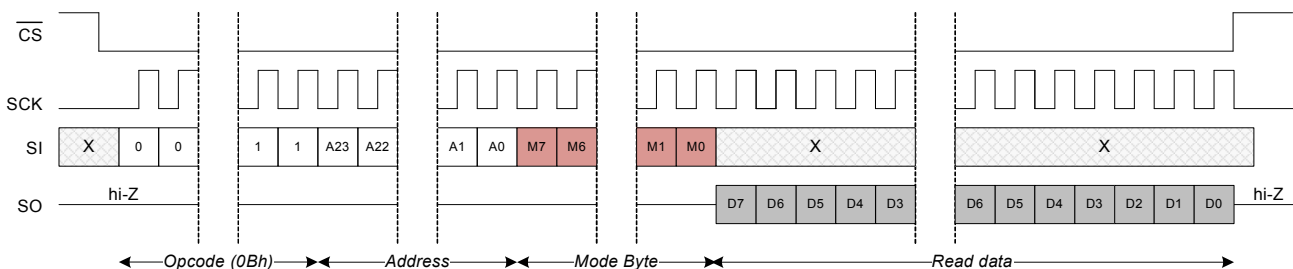 CS
SCK
SI X 0 0 1 1 A23 A22 A1 A0 M7 M6 M1 M0 X X
hi-Z hi-Z
SO D7 D6 D5 D4 D3 D6 D5 D4 D3 D2 D1 D0
Opcode (0Bh) Address Mode Byte Read data